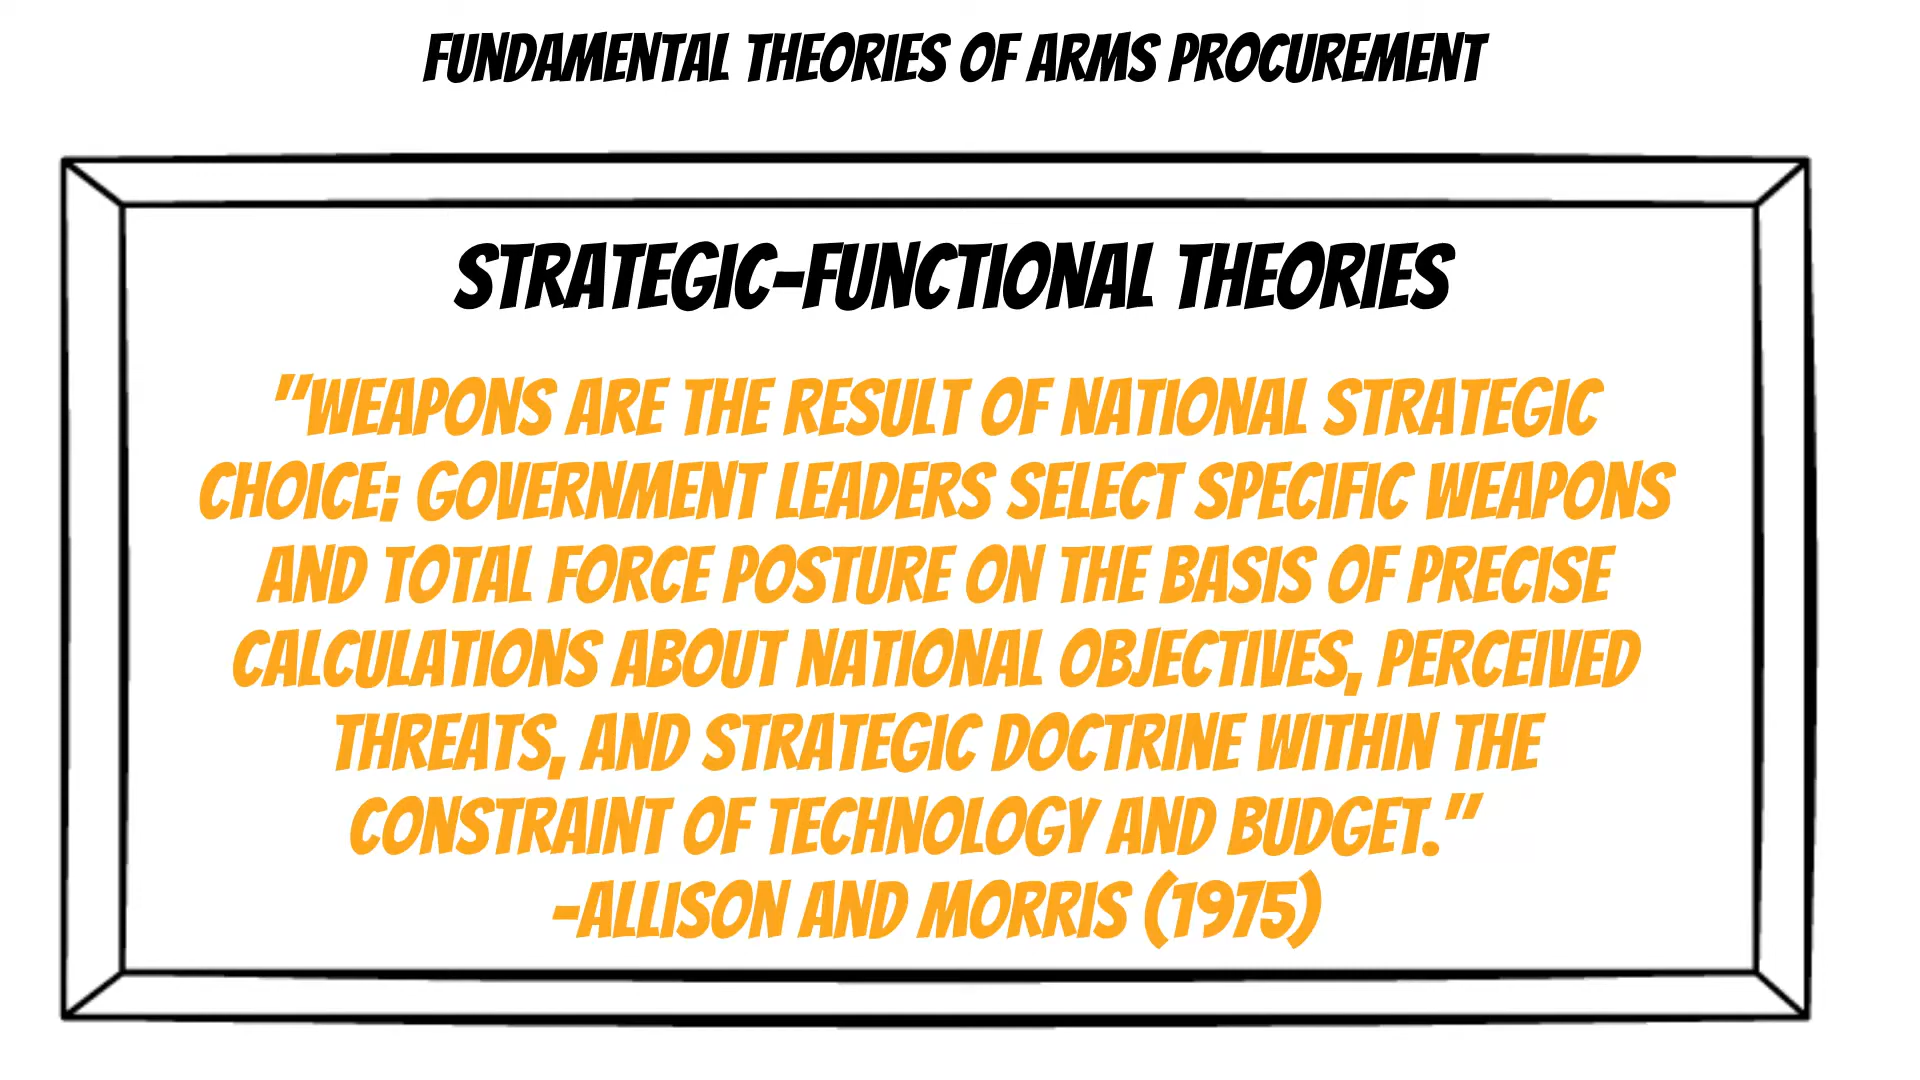 FUNDAMENTAL THEORIES OF ARMS PROCUREMENT
STRATEGIC-FUNCTIONAL THEORIES
"WEAPONS ARE THE RESULT OF NATIONAL STRATEGIC
CHOICE; GOVERNMENT LEADERS SELECT SPECIFIC WEAPONS
AND TOTAL FORCE POSTURE ON THE BASIS OF PRECISE
CALCULATIONS ABOUT NATIONAL OBJECTIVES, PERCEIVED
THREATS, AND STRATEGIC DOCTRINE WITHIN THE
CONSTRAINT OF TECHNOLOGY AND BUDGET."
-ALLISON AND MORRIS (1975)